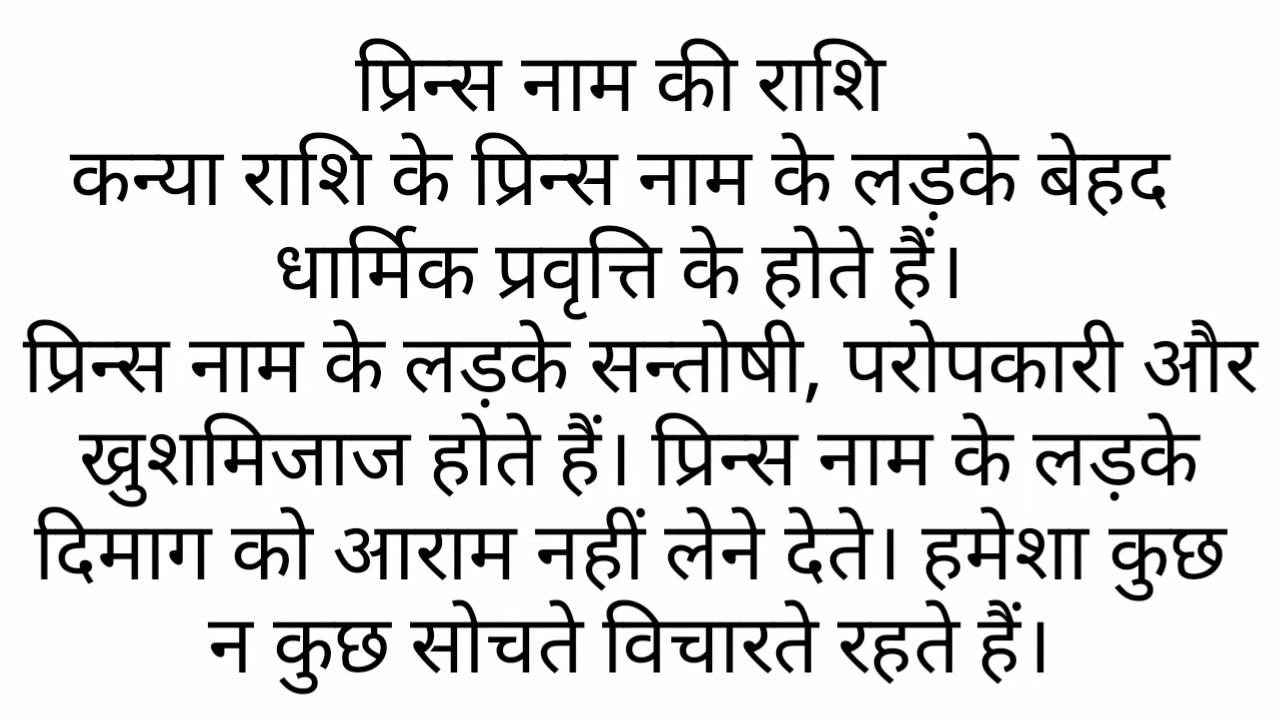 प्रिन्स नाम की राशि
कन्या राशि के प्रिन्स नाम के लड़के बेहद
धार्मिक प्रवृत्ति के होते हैं।
प्रिन्स नाम के लड़के सन्तोषी, परोपकारी और
खुशमिजाज होते हैं। प्रिन्स नाम के लड़के
दिमाग को आराम नहीं लेने देते। हमेशा कुछ
न कुछ सोचते विचारते रहते हैं।